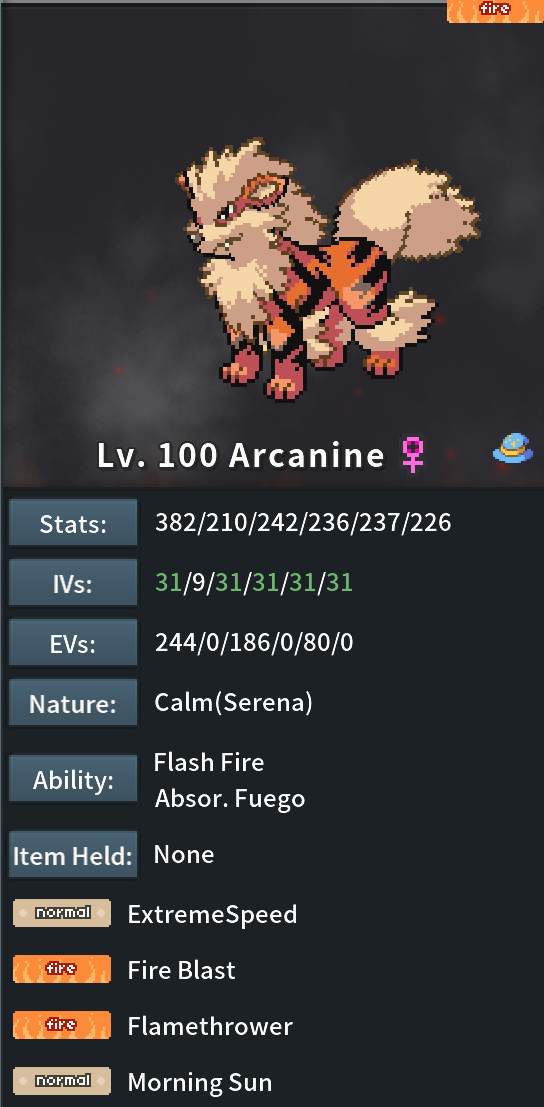 fire
Lv. 100 Arcanine ♀
Stats: 382/210/242/236/237/226
IVs: 31/9/31/31/31/31
EVs: 244/0/186/0/80/0
Nature: Calm(Serena)
Ability: Flash Fire
Absor. Fuego
Item Held: None
normal ExtremeSpeed
fire Fire Blast
fire Flamethrower
normal Morning Sun